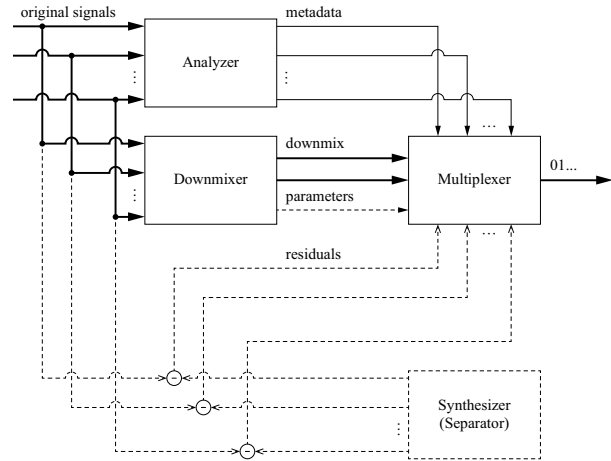 original signals
metadata
Analyzer
...
...
...
downmix
Downmixer
...
Multiplexer
01...
parameters
residuals
...
-
Synthesizer
(Separator)
-
...
-